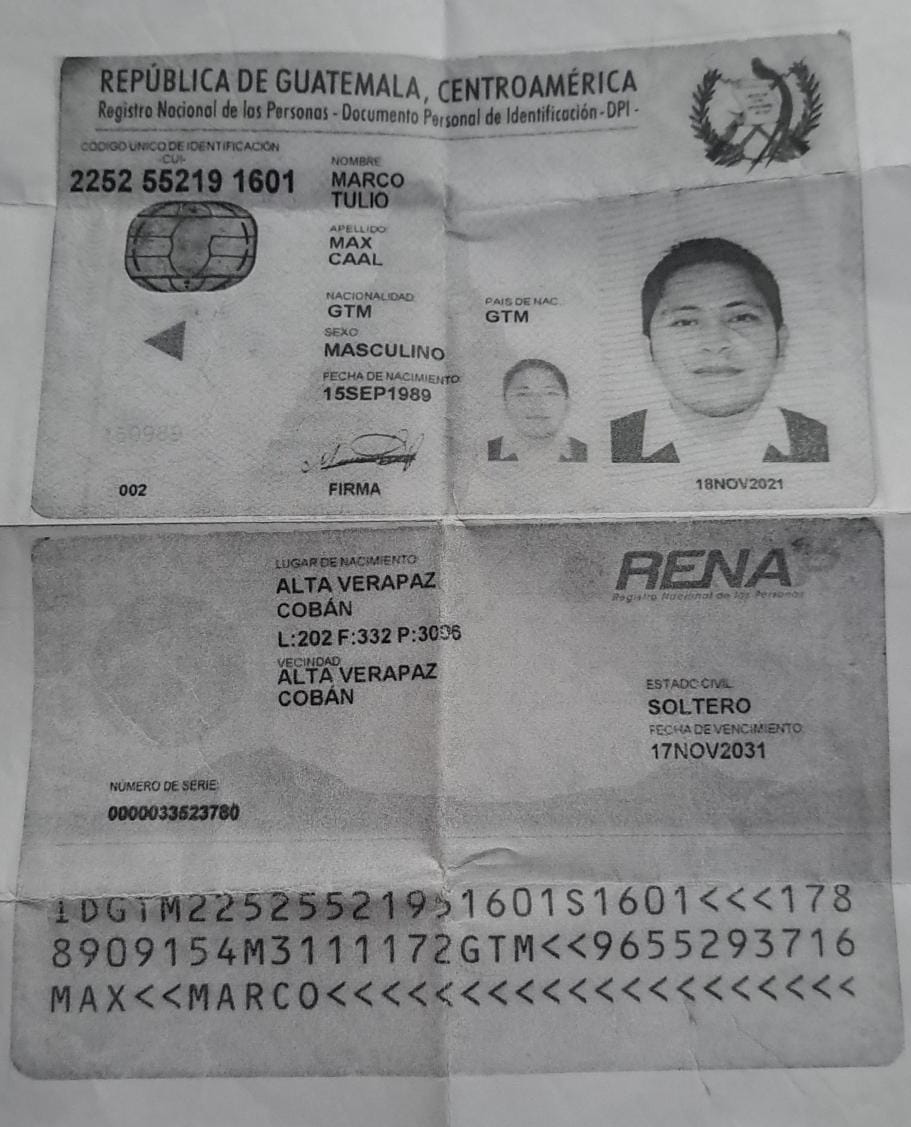 REPÚBLICA DE GUATEMALA, CENTROAMÉRICA
Registro Nacional de las Personas - Documento Personal de Identificación -DPI-
CÓDIGO ÚNICO DE IDENTIFICACIÓN
-CUI-
2252 55219 1601
NOMBRE
MARCO
TULIO
APELLIDO
MAX
CAAL
NACIONALIDAD
GTM
PAIS DE NAC.
GTM
SEXO
MASCULINO
FECHA DE NACIMIENTO
15SEP1989
150989
002
FIRMA
18NOV2021
LUGAR DE NACIMIENTO
ALTA VERAPAZ
COBÁN
L:202 F:332
VECINDAD
ALTA VERAPAZ
COBÁN
RENAP
Registro Nacional de las Personas
ESTADO CIVIL
SOLTERO
FECHA DE VENCIMIENTO
17NOV2031
NÚMERO DE SERIE
0000033523780
8909154M3111172GTM<<9655293716
MAX<<MARCO<<<<<<<<<<<<<<<<<<<<